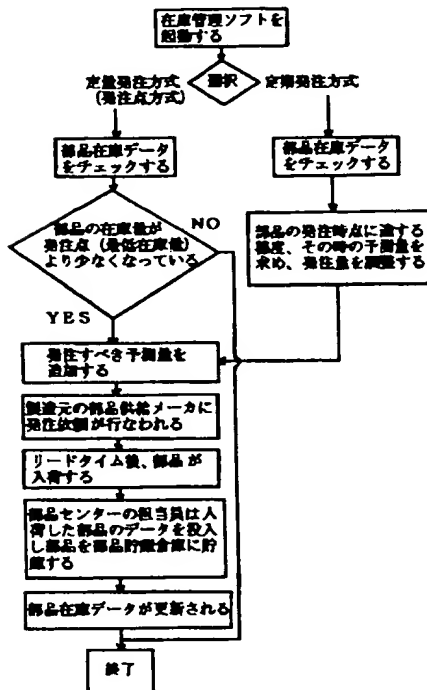 在庫管理ソフトを
起動する
選択
定量発注方式
(発注点方式)
定期発注方式
部品在庫データ
をチェックする
部品在庫データ
をチェックする
部品の在庫量が
発注点(最低在庫量)
より少なくなっている
NO
YES
部品の発注時点に達する
都度、その時の予測量を
求め、発注量を調整する
発注すべき予測量を
追加する
製造元の部品供給メーカに
発注依頼が行なわれる
リードタイム後、部品が
入荷する
部品センターの担当員は入
荷した部品のデータを投入
し部品を部品貯蔵倉庫に貯
蔵する
部品在庫データが更新される
終了